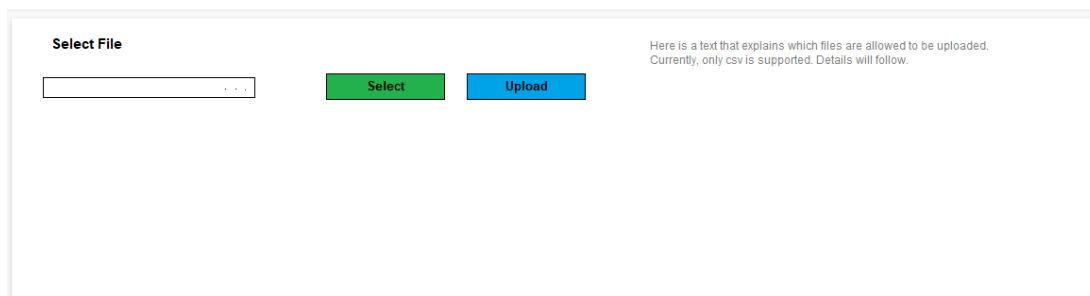 Select File
Here is a text that explains which files are allowed to be uploaded.
Currently, only csv is supported. Details will follow.
. . .
Select
Upload